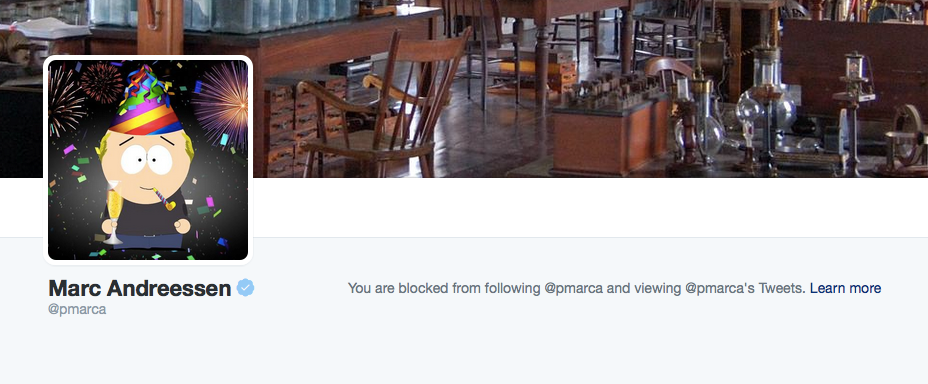 Marc Andreessen
@pmarca
You are blocked from following @pmarca and viewing @pmarca's Tweets. Learn more